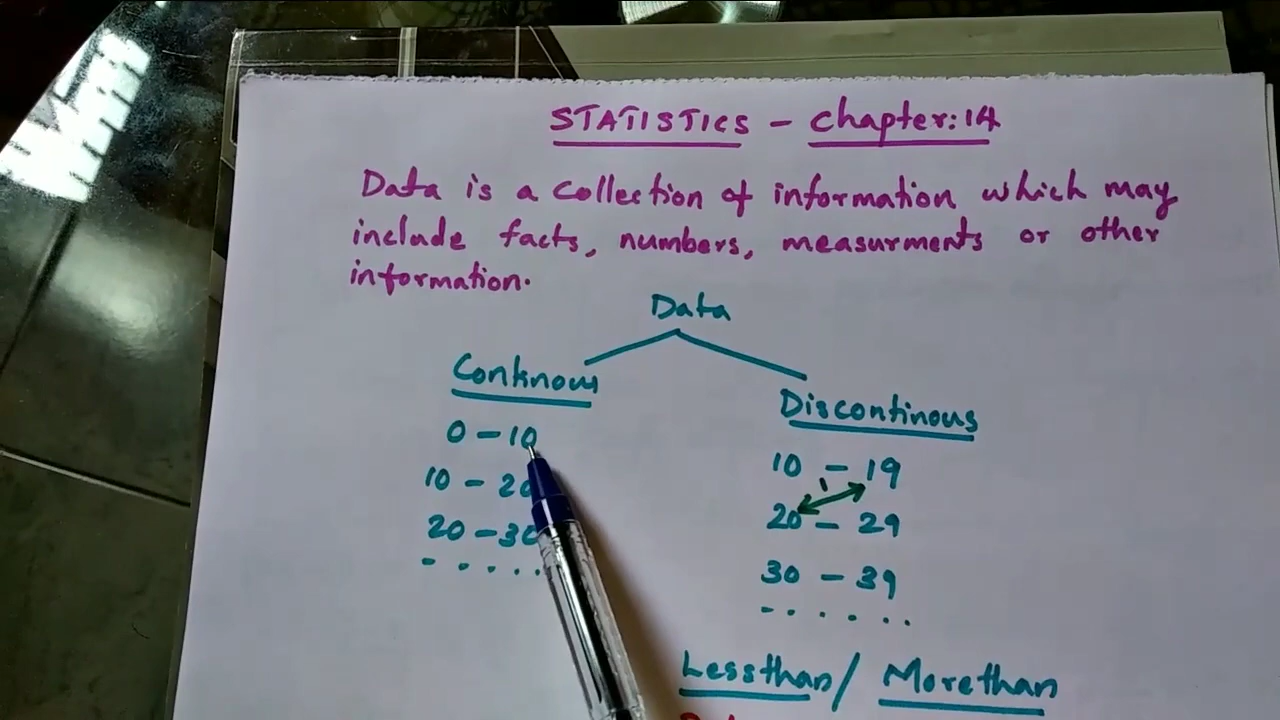 STATISTICS - Chapter: 14
Data is a collection of information which may
include facts, numbers, measurments or other
information.
Data
Continous
Discontinous
0 - 10
10 - 19
10 - 20
20 - 29
20 - 30
30 - 39
Lessthan / Morethan